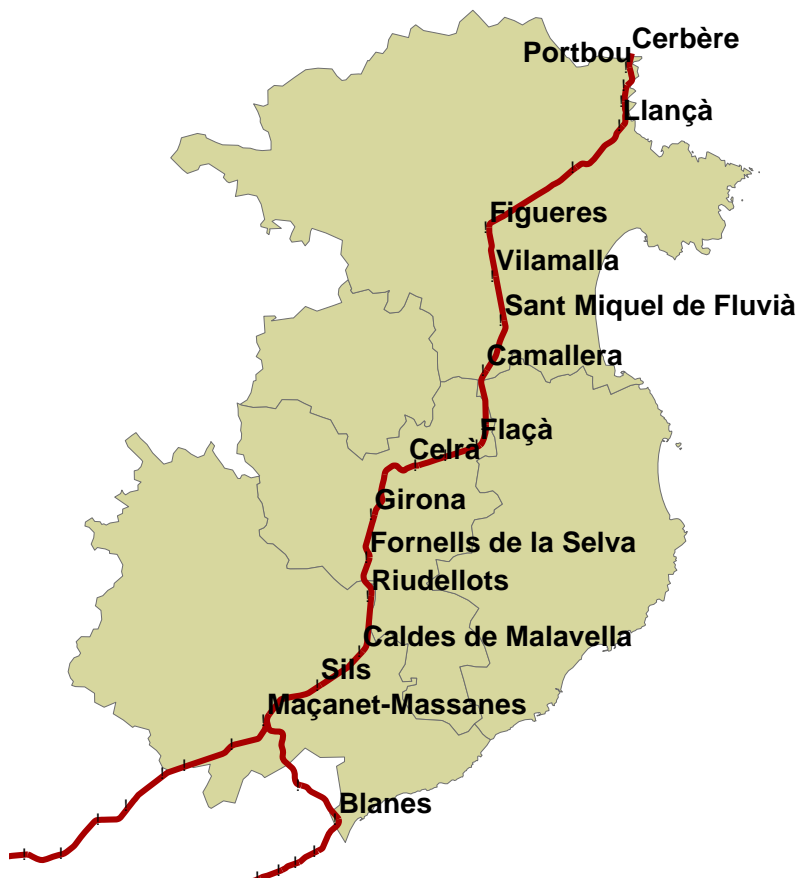 Cerbère
Portbou
Llançà
Figueres
Vilamalla
Sant Miquel de Fluvià
Camallera
Flaçà
Celrà
Girona
Fornells de la Selva
Riudellots
Caldes de Malavella
Sils
Maçanet-Massanes
Blanes